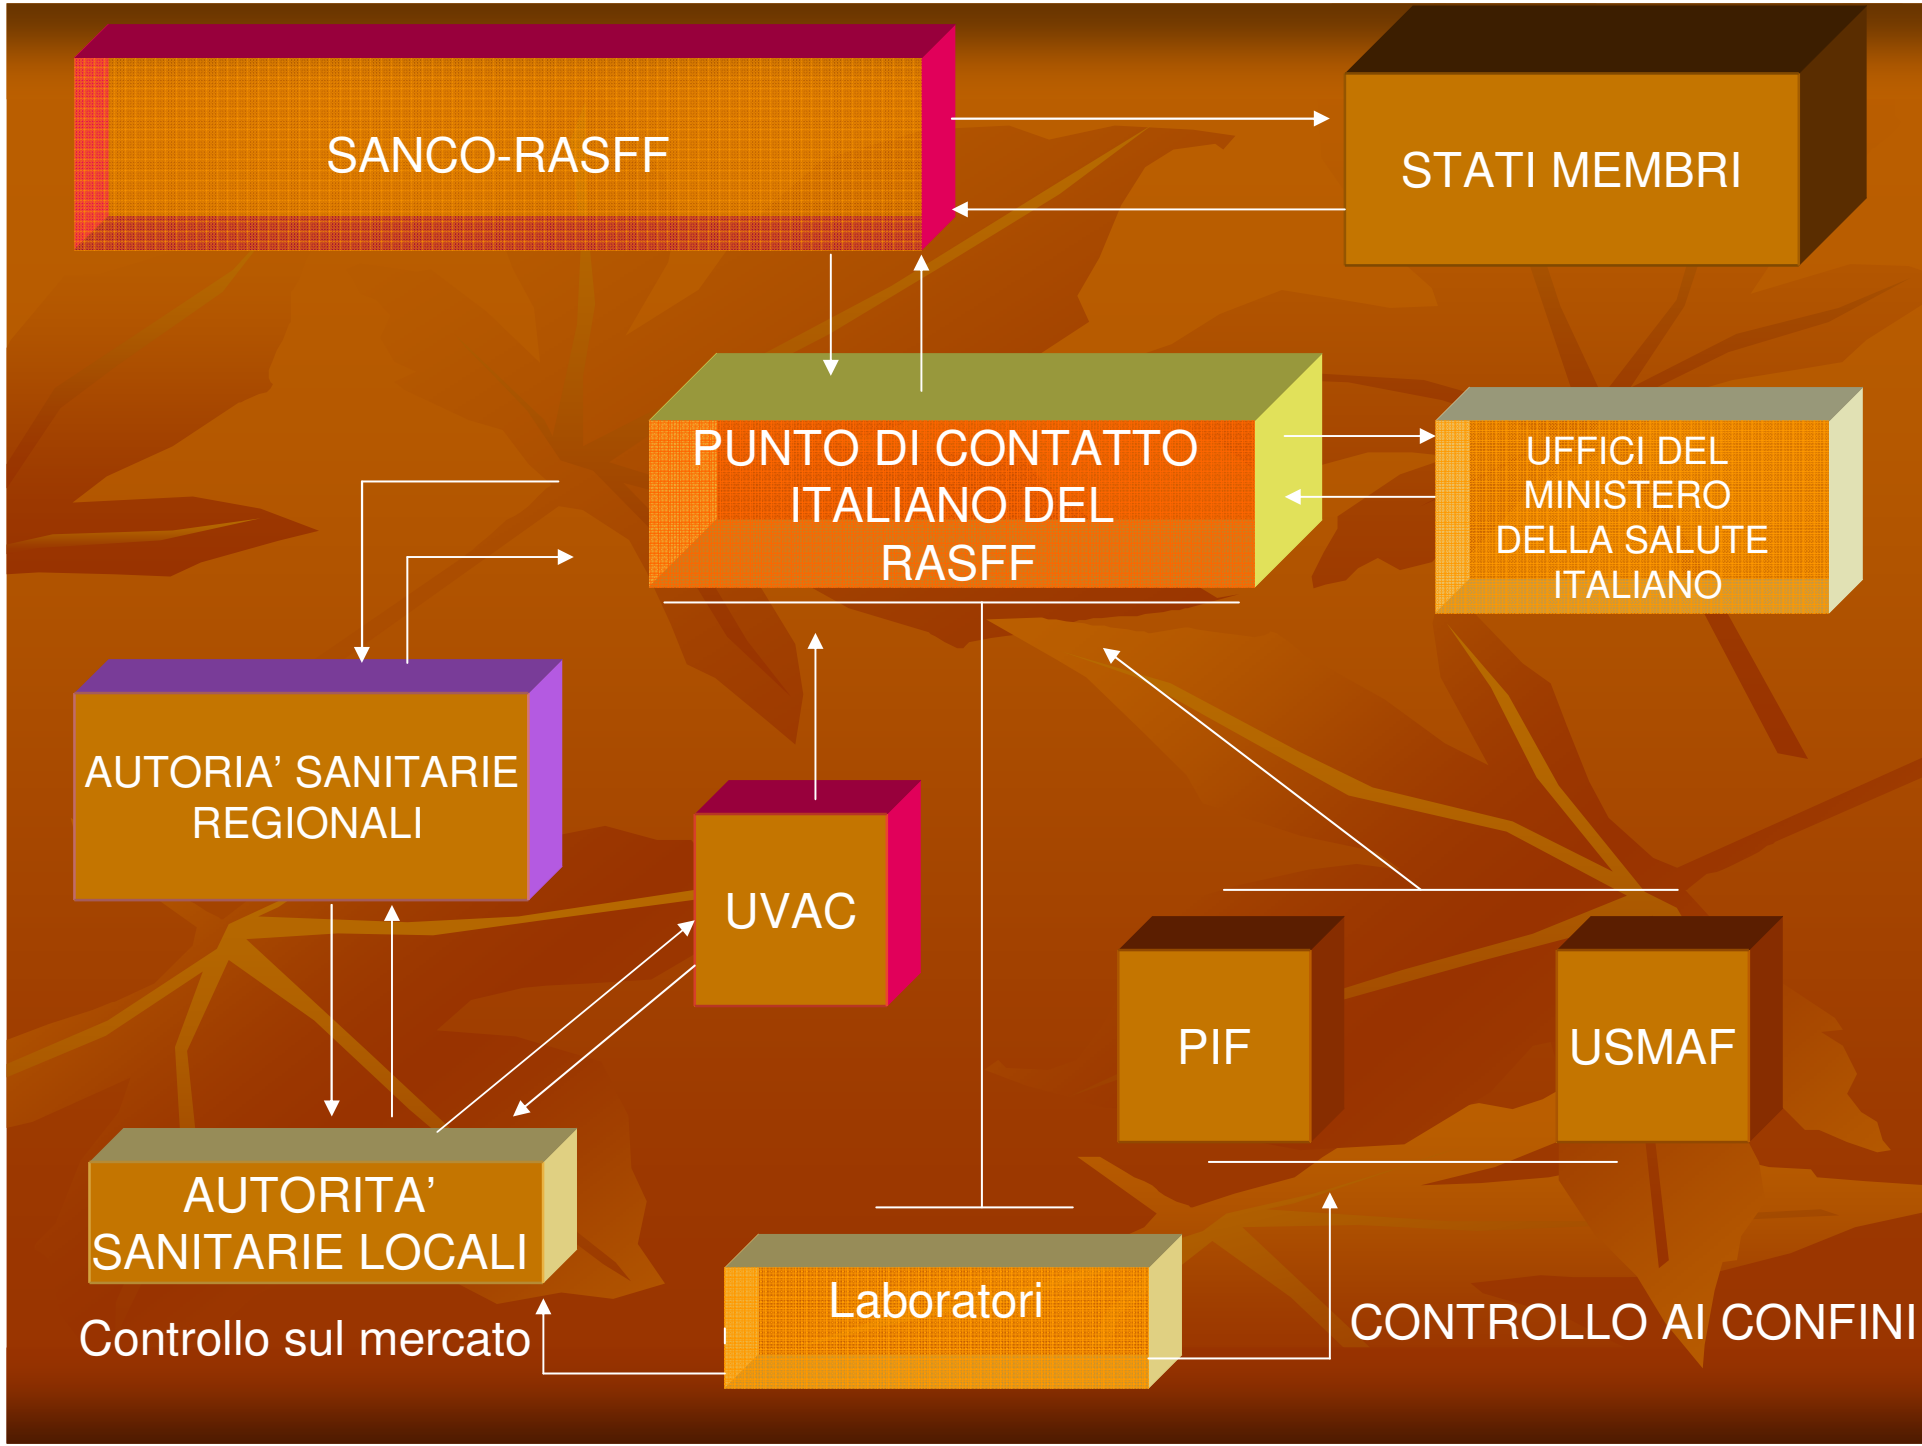 SANCO-RASFF
STATI MEMBRI
PUNTO DI CONTATTO
ITALIANO DEL
RASFF
UFFICI DEL
MINISTERO
DELLA SALUTE
ITALIANO
AUTORIA’ SANITARIE
REGIONALI
UVAC
PIF
USMAF
AUTORITA’
SANITARIE LOCALI
Laboratori
Controllo sul mercato
CONTROLLO AI CONFINI